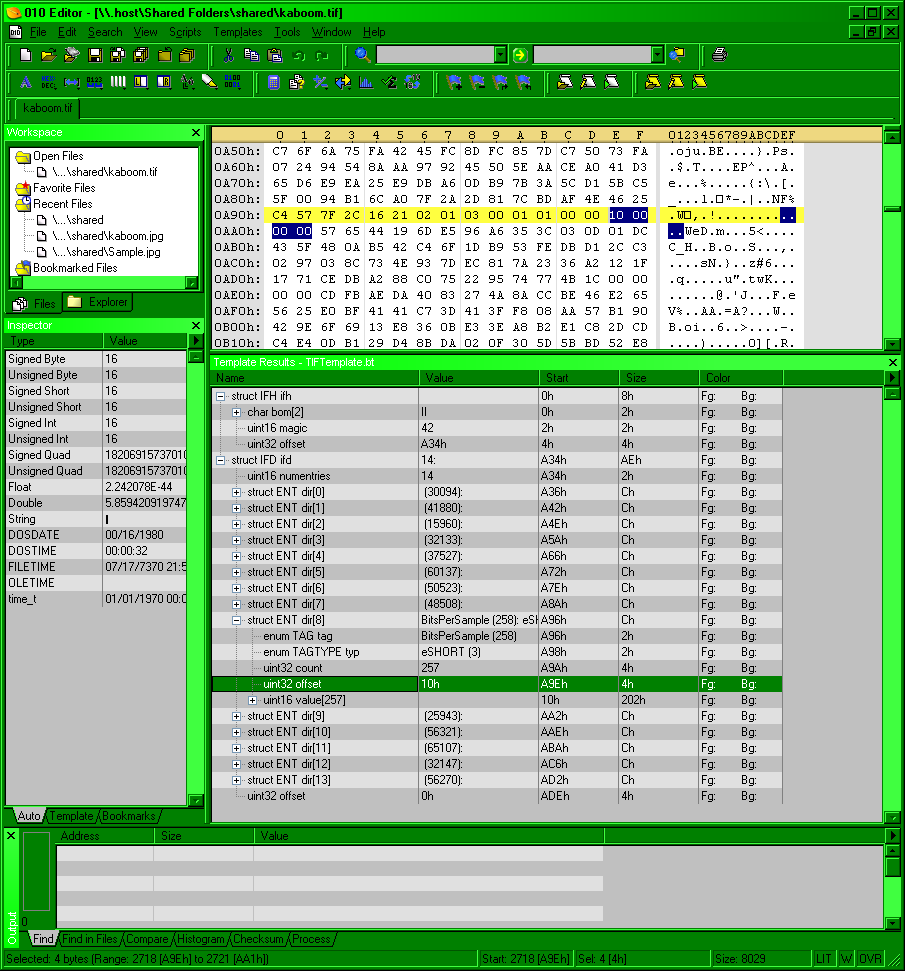 010 Editor - [\\.host\Shared Folders\shared\kaboom.tif]
File Edit Search View Scripts Templates Tools Window Help
kaboom.tif
Workspace
Open Files
\...\shared\kaboom.tif
Favorite Files
Recent Files
\...\shared
\...\shared\kaboom.jpg
\...\shared\Sample.jpg
Bookmarked Files
Files Explorer
0 1 2 3 4 5 6 7 8 9 A B C D E F 0123456789ABCDEF
0A50h: C7 6F 6A 75 FA 42 45 FC 8D FC 85 7D C7 50 73 FA .oju.BE....}.Ps.
0A60h: 07 24 94 54 8A AA 97 92 45 50 5E AA CE A0 41 D3 .$.T....EP^...A.
0A70h: 65 D6 E9 EA 25 E9 DB A6 0D B9 7B 3A 5C D1 5B C5 e...%.....{:\.[.
0A80h: 5F 00 94 B1 6C A0 7F 2A 2D B7 7C AF 4E 46 25
0A90h: C4 57 7F 2C 16 21 02 01 03 00 01 01 00 00 10 00
0AA0h: 00 00 57 65 44 19 6D E5 96 A6 35 3C 03 0D 01 DC ..WeD.m...5<....
0AB0h: 43 5F 48 0A B5 42 C4 6F 1D B9 53 FE DB D1 2C C3 C_H..B.o..S...,.
0AC0h: 02 97 03 8C 73 4E 93 7D EC 81 7A 23 36 A2 12 1F ....sN.}..z#6...
0AD0h: 17 71 CE DB A2 88 C0 75 22 95 74 77 4B 1C 00 00 .q.....u".twK...
0AE0h: 00 00 CD FB AE DA 40 83 27 4A 8A CC BE 46 E2 65 ......@.'J...F.e
0AF0h: 56 25 E0 BF 41 41 C7 3D 41 3F F8 08 AA 57 B1 90 V%..AA.=A?...W..
0B00h: 42 9E 6F 69 13 E8 36 0B E3 3E A8 B2 E1 C8 2D CD B.oi..6..>....-.
0B10h: C4 E4 0D B1 29 D4 8B DA 02 0F 30 5D 5B BD 52 E8
Inspector
Type Value
Signed Byte 16
Unsigned Byte 16
Signed Short 16
Unsigned Short 16
Signed Int 16
Unsigned Int 16
Signed Quad 18206915737010
Unsigned Quad 18206915737010
Float 2.242078E-44
Double 5.859420919747
String
DOSDATE 00/16/1980
DOSTIME 00:00:32
FILETIME 07/17/7370 21:5
OLETIME
time_t 01/01/1970 00:0
Auto Template Bookmarks
Template Results - TIFTemplate.bt
Name Value Start Size Color
struct IFH ifh 0h 8h Fg: Bg:
char bom[2] II 0h 2h Fg: Bg:
uint16 magic 42 2h 2h Fg: Bg:
uint32 offset A34h 4h 4h Fg: Bg:
struct IFD ifd 14: A34h AEh Fg: Bg:
uint16 numentries 14 A34h 2h Fg: Bg:
struct ENT dir[0] (30094): A36h Ch Fg: Bg:
struct ENT dir[1] (41880): A42h Ch Fg: Bg:
struct ENT dir[2] (15960): A4Eh Ch Fg: Bg:
struct ENT dir[3] (32133): A5Ah Ch Fg: Bg:
struct ENT dir[4] (37527): A66h Ch Fg: Bg:
struct ENT dir[5] (60137): A72h Ch Fg: Bg:
struct ENT dir[6] (50523): A7Eh Ch Fg: Bg:
struct ENT dir[7] (48508): A8Ah Ch Fg: Bg:
struct ENT dir[8] BitsPerSample (258): eSH A96h Ch Fg: Bg:
enum TAG tag BitsPerSample (258) A96h 2h Fg: Bg:
enum TAGTYPE typ eSHORT (3) A98h 2h Fg: Bg:
uint32 count 257 A9Ah 4h Fg: Bg:
uint32 offset 10h A9Eh 4h Fg: Bg:
uint16 value[257] 10h 202h Fg: Bg:
struct ENT dir[9] (25943): AA2h Ch Fg: Bg:
struct ENT dir[10] (56321): AAEh Ch Fg: Bg:
struct ENT dir[11] (65107): ABAh Ch Fg: Bg:
struct ENT dir[12] (32147): AC6h Ch Fg: Bg:
struct ENT dir[13] (56270): AD2h Ch Fg: Bg:
uint32 offset 0h ADEh 4h Fg: Bg:
Address Size Value
0
Output
Find Find in Files Compare Histogram Checksum Process
Selected: 4 bytes (Range: 2718 [A9Eh] to 2721 [AA1h]) Start: 2718 [A9Eh] Sel: 4 [4h] Size: 8029 LIT W OVR